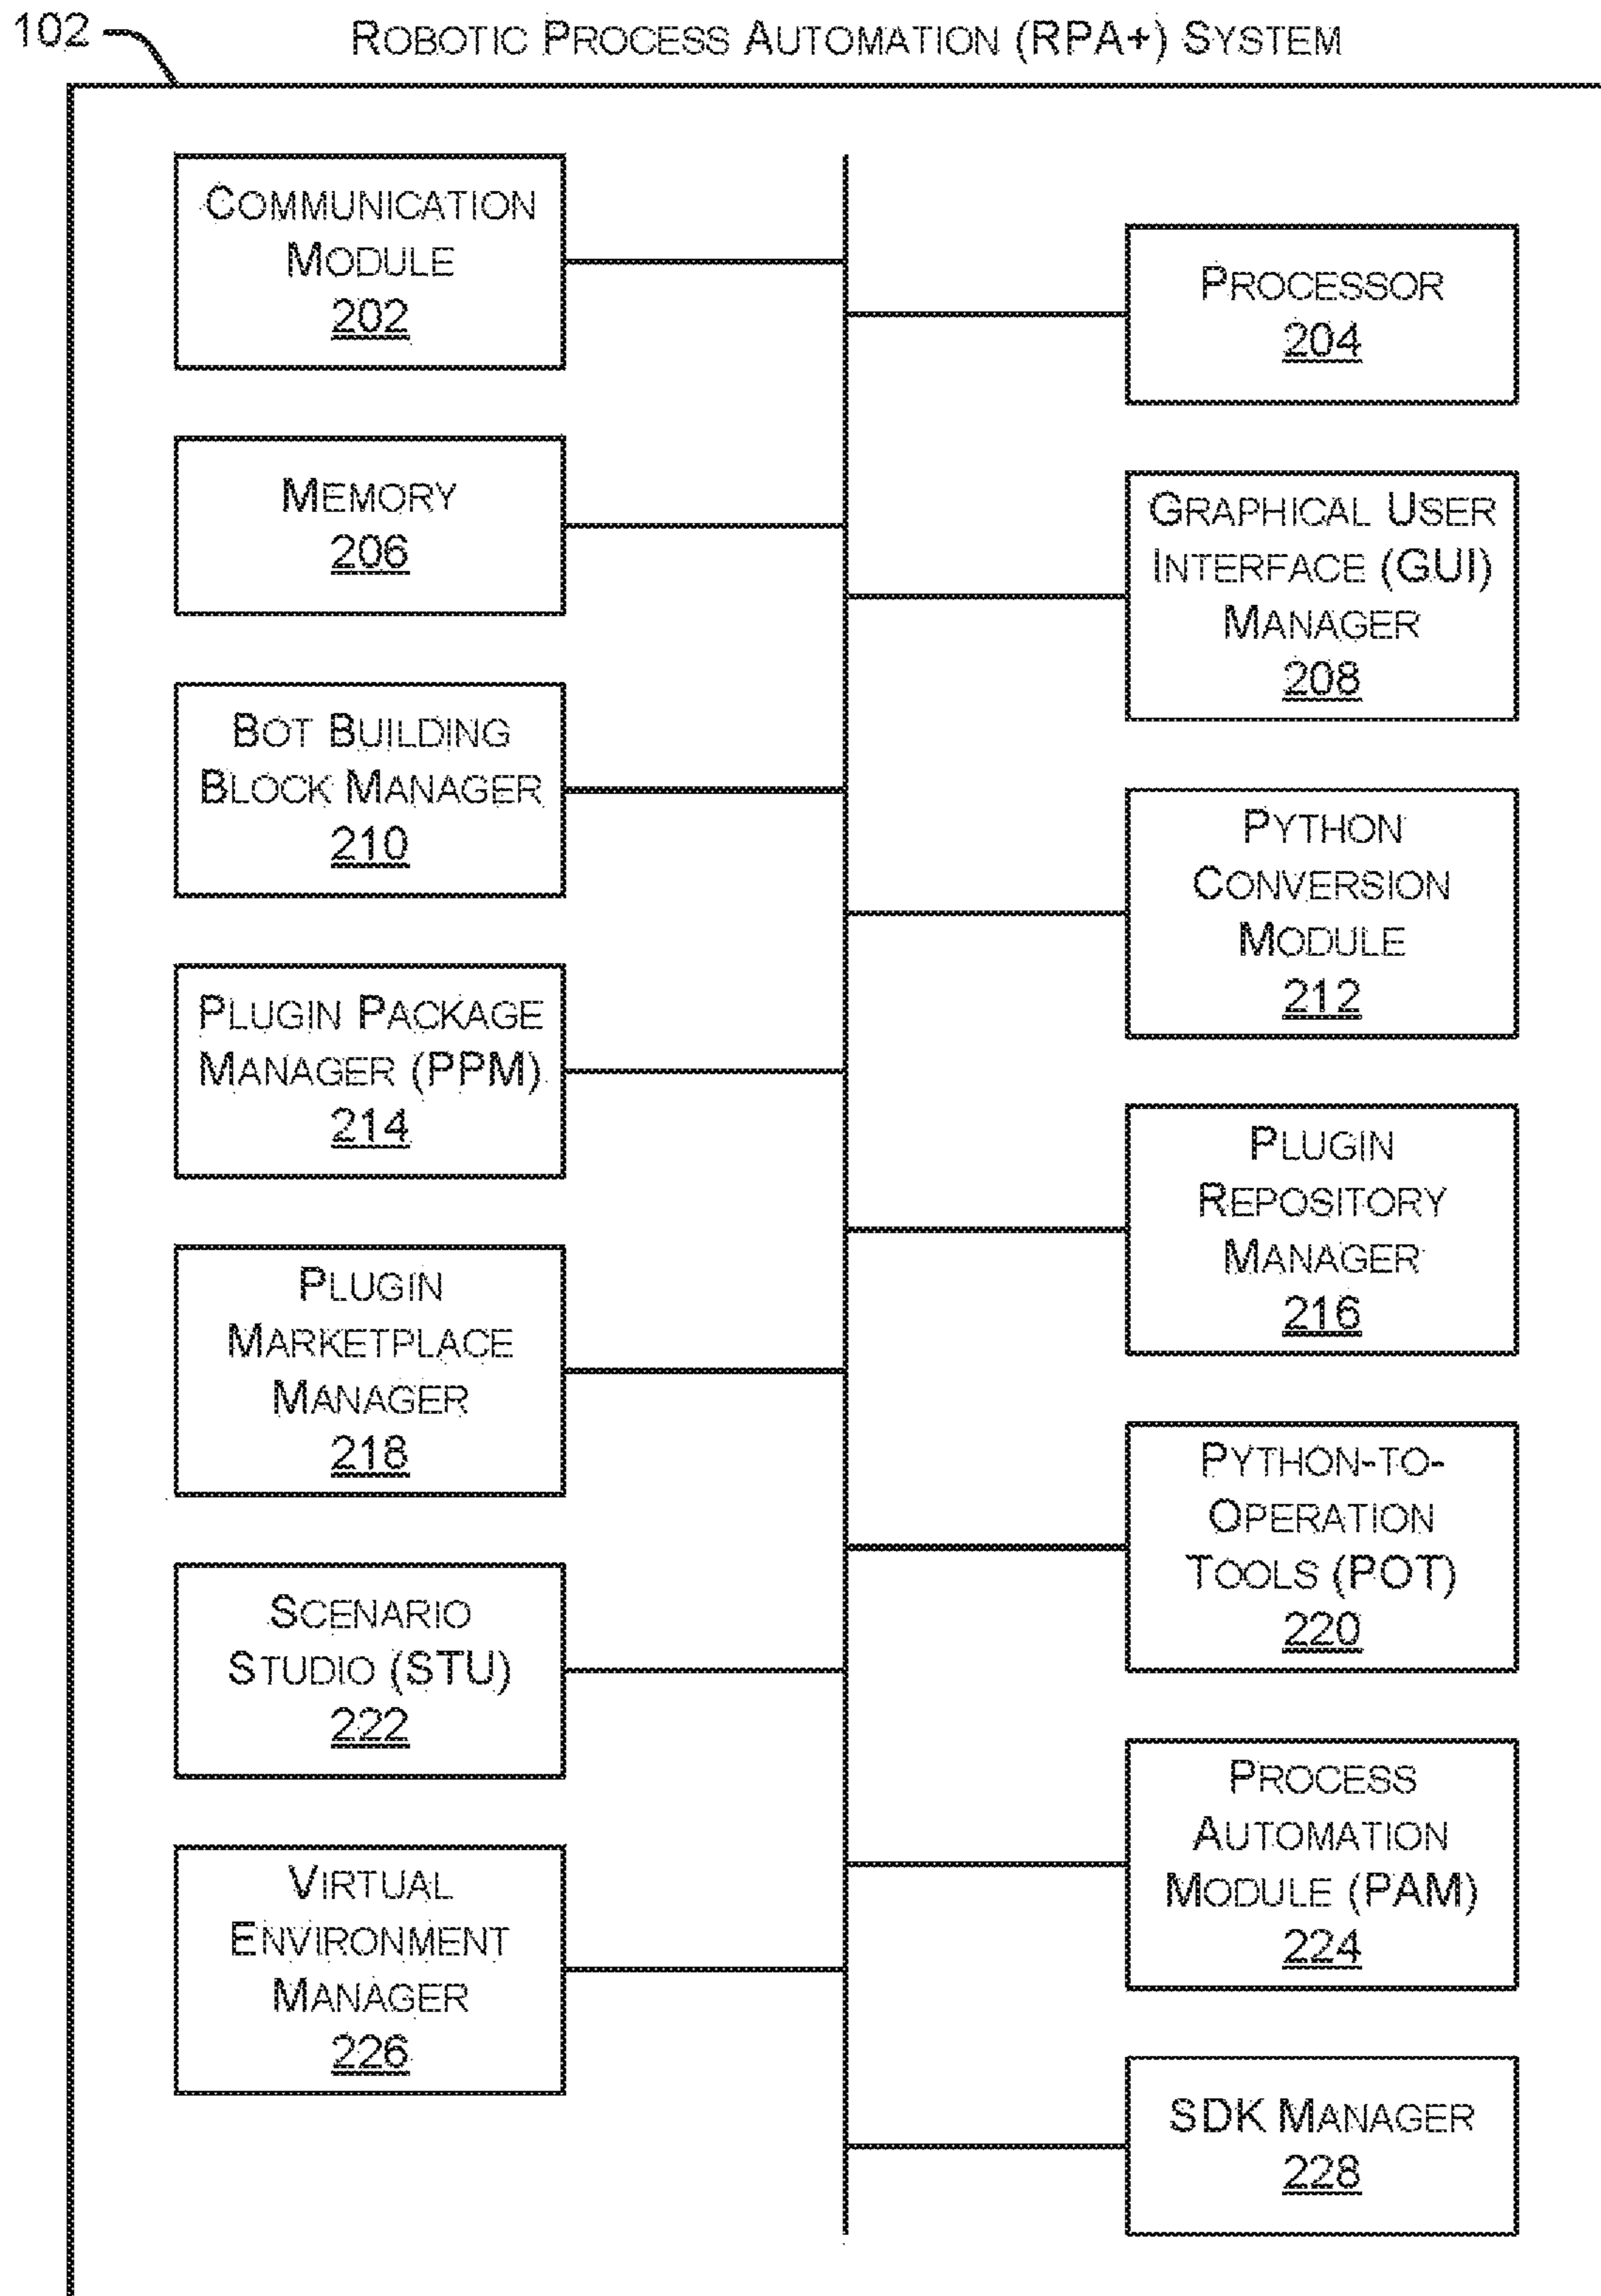 102
ROBOTIC PROCESS AUTOMATION (RPA+) SYSTEM
COMMUNICATION
MODULE
202
PROCESSOR
204
MEMORY
206
GRAPHICAL USER
INTERFACE (GUI)
MANAGER
208
BOT BUILDING
BLOCK MANAGER
210
PYTHON
CONVERSION
MODULE
212
PLUGIN PACKAGE
MANAGER (PPM)
214
PLUGIN
REPOSITORY
MANAGER
216
PLUGIN
MARKETPLACE
MANAGER
218
PYTHON-TO-
OPERATION
TOOLS (POT)
220
SCENARIO
STUDIO (STU)
222
PROCESS
AUTOMATION
MODULE (PAM)
224
VIRTUAL
ENVIRONMENT
MANAGER
226
SDK MANAGER
228